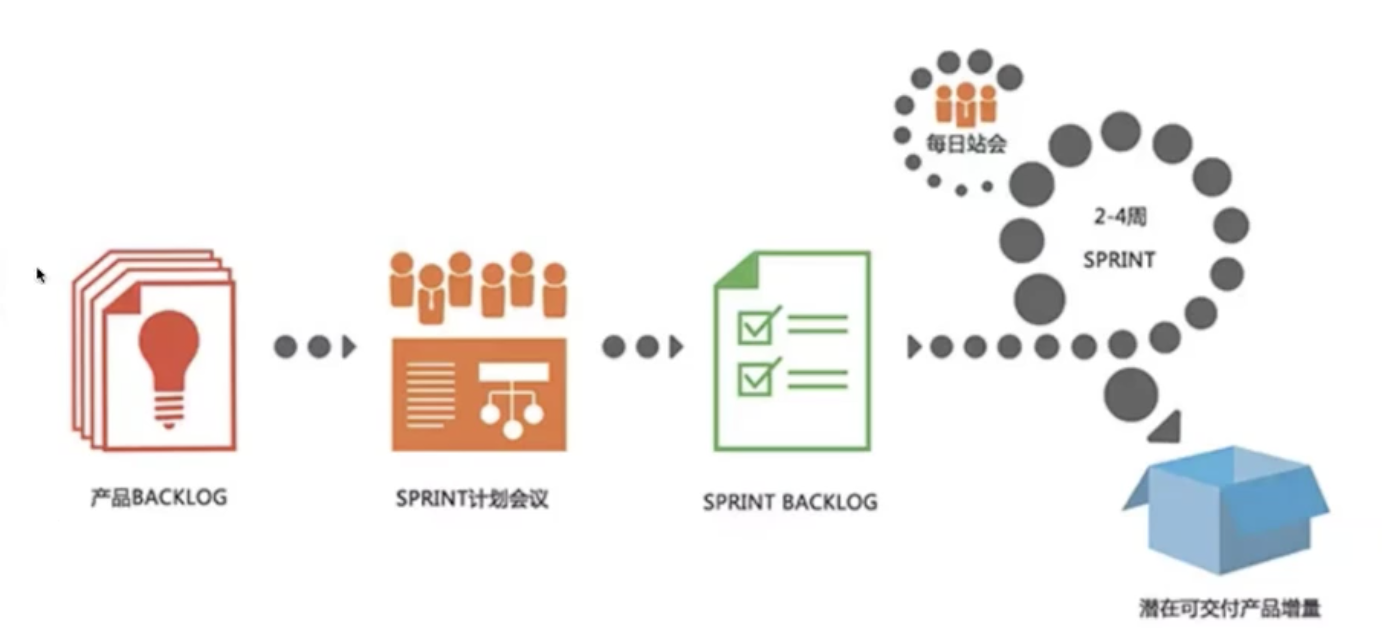 每日站会
2-4周
SPRINT
产品BACKLOG
SPRINT计划会议
SPRINT BACKLOG
潜在可交付产品增量